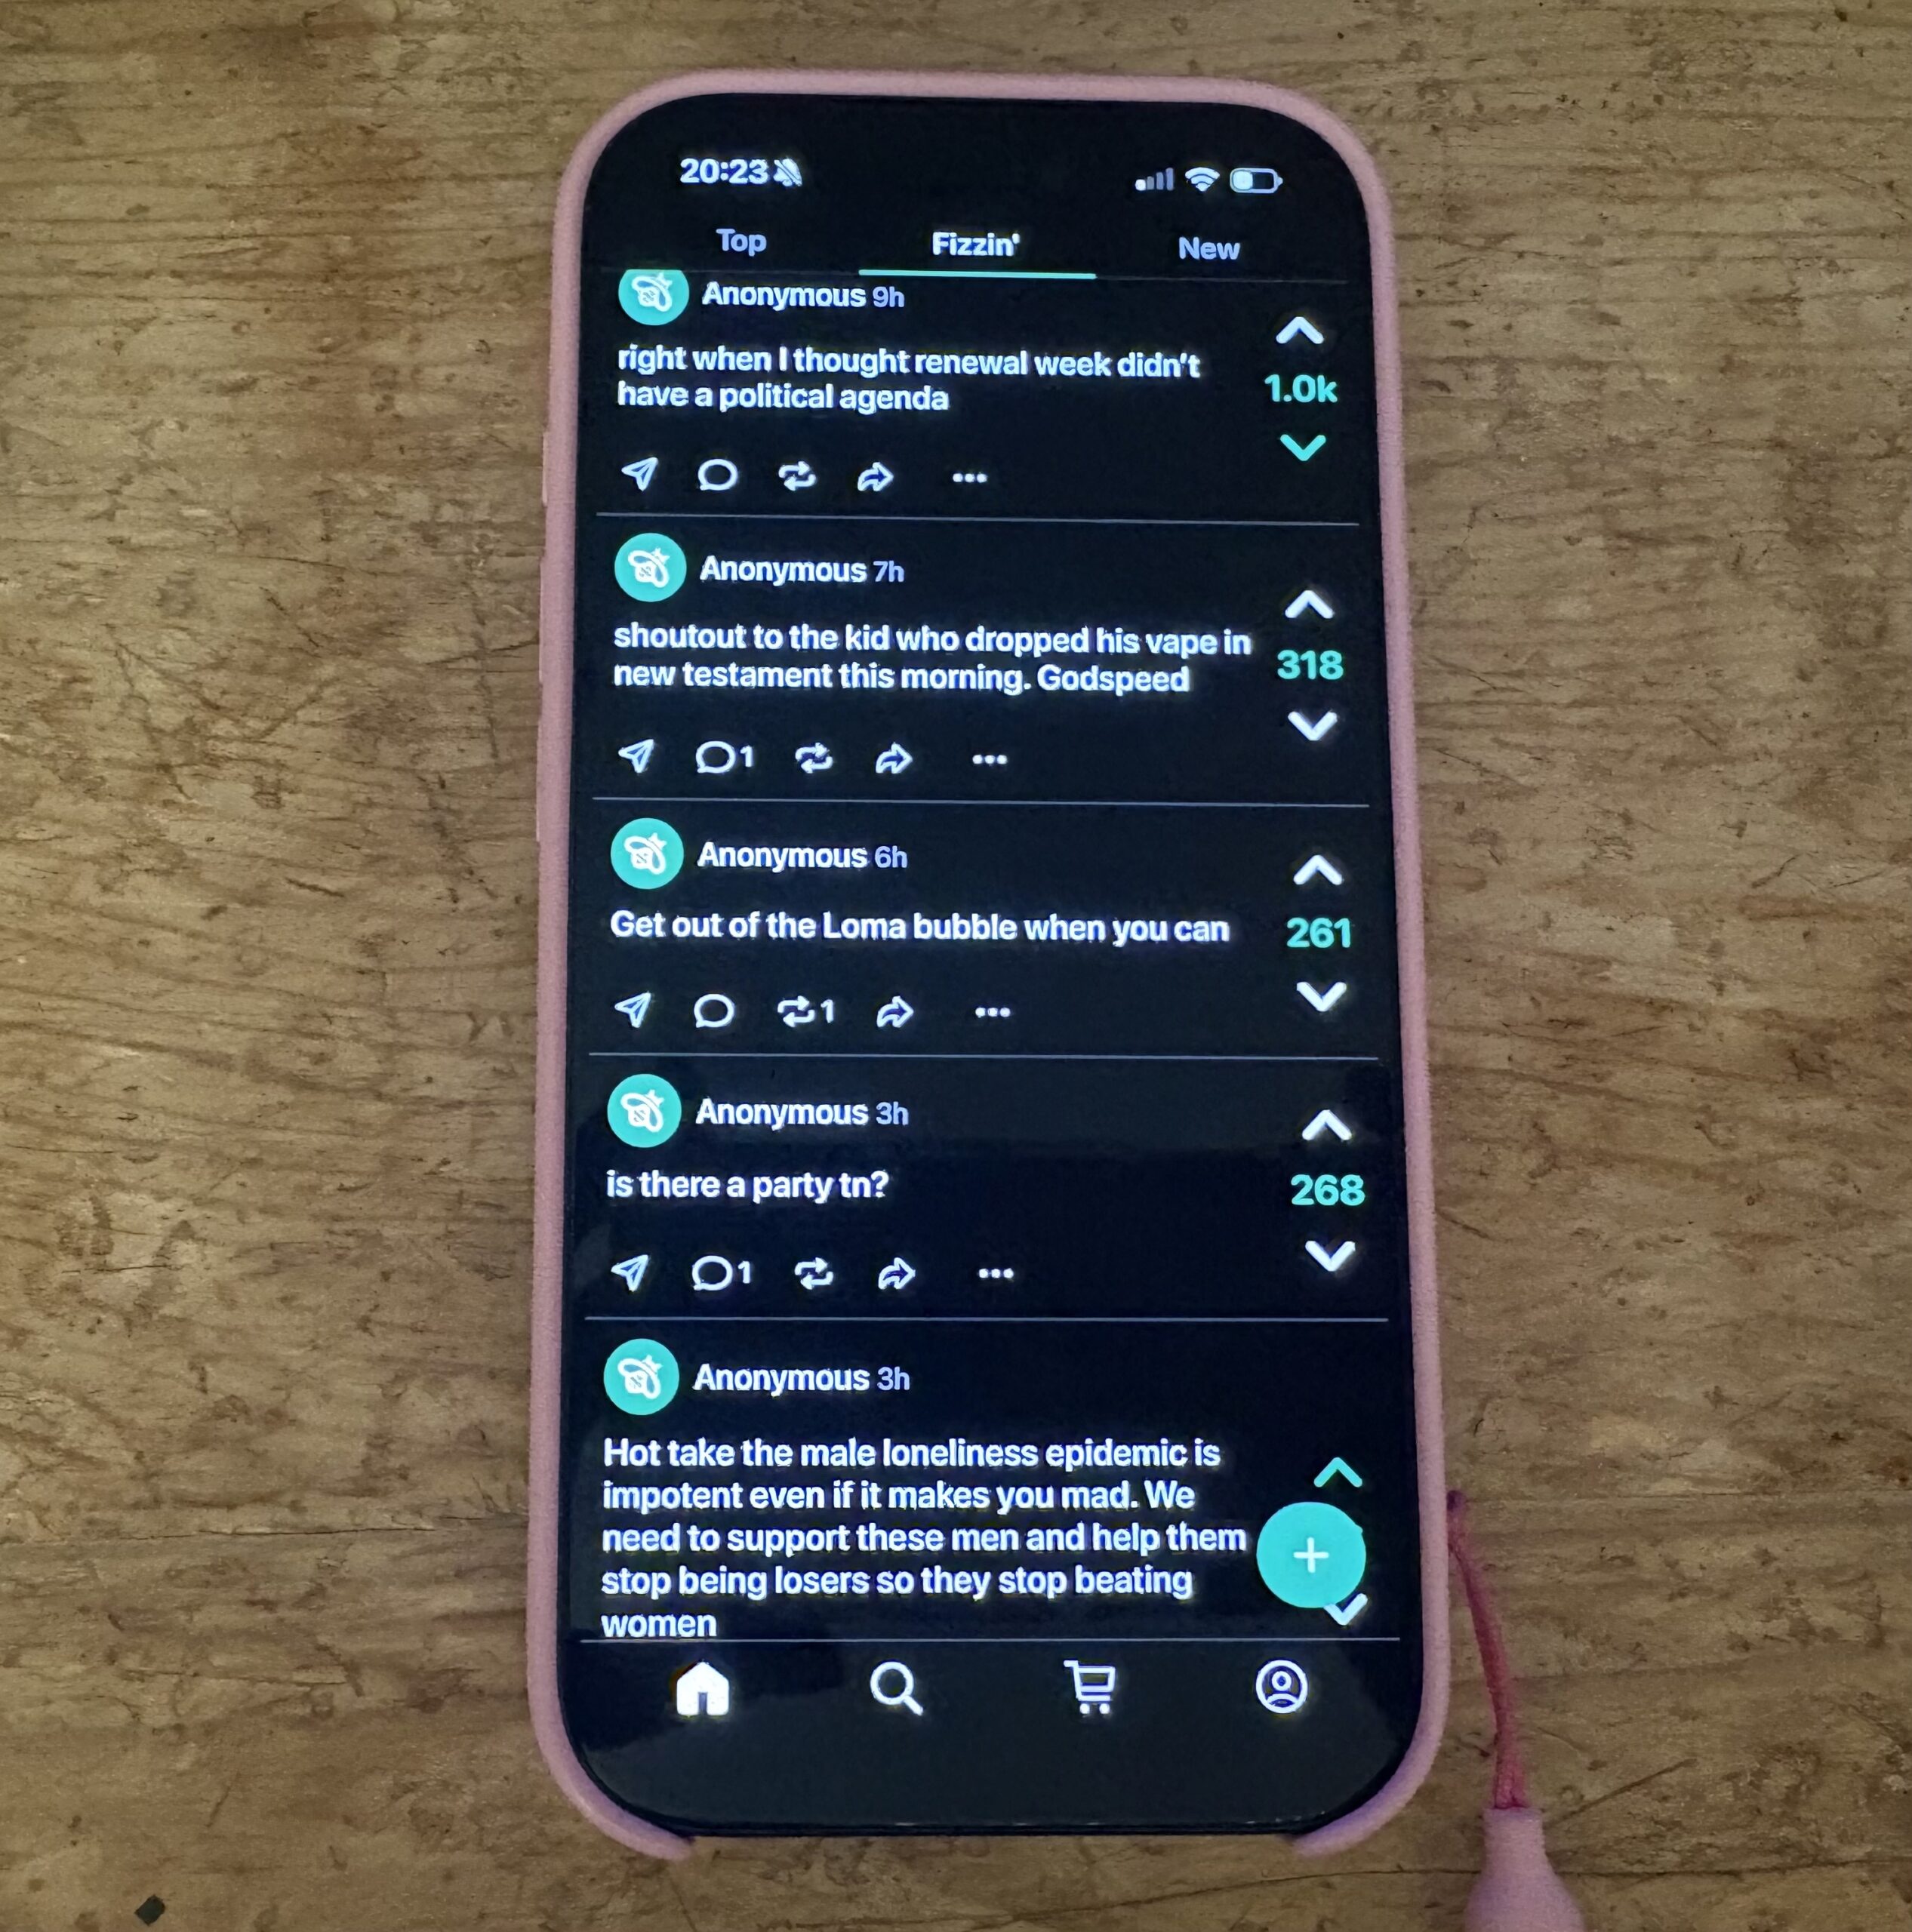 20:23
Top Fizzin' New
Anonymous 9h
right when I thought renewal week didn't
have a political agenda
1.0k
Anonymous 7h
shoutout to the kid who dropped his vape in
new testament this morning. Godspeed
318
1
Anonymous 6h
Get out of the Loma bubble when you can
261
1
Anonymous 3h
is there a party tn?
268
1
Anonymous 3h
Hot take the male loneliness epidemic is
impotent even if it makes you mad. We
need to support these men and help them
stop being losers so they stop beating
women
+